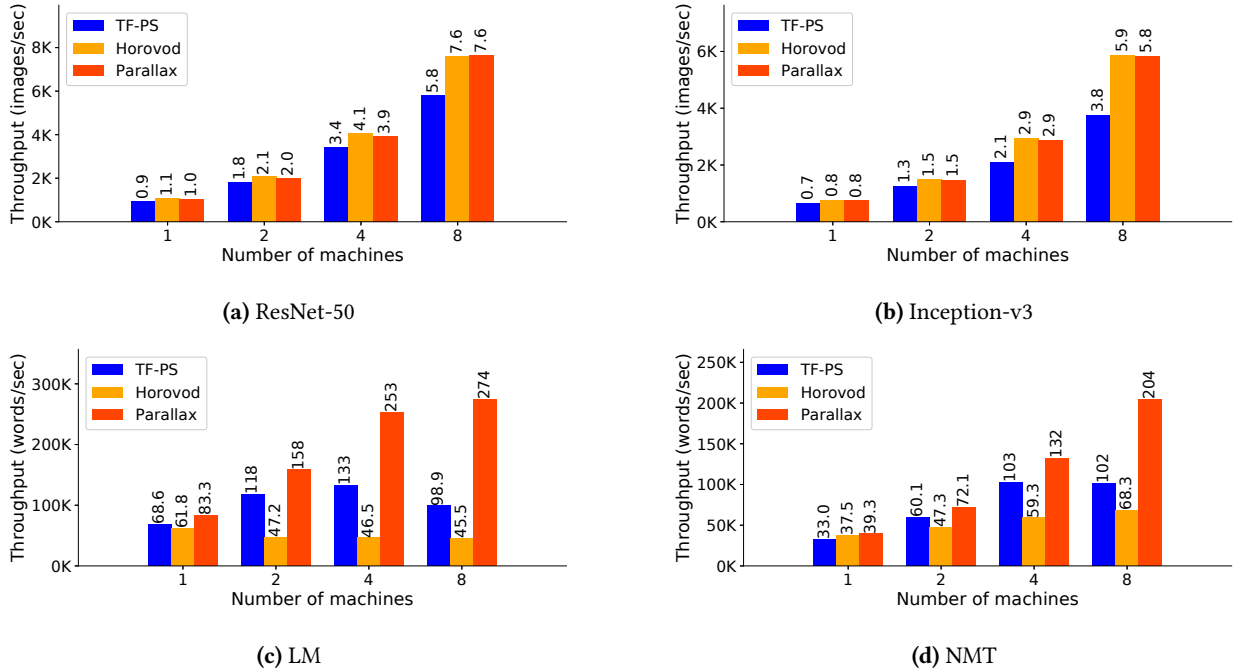 Throughput (images/sec)
8K
6K
4K
2K
0K
TF-PS
Horovod
Parallax
0.9
1.1
1.0
1.8
2.1
2.0
3.4
4.1
3.9
5.8
7.6
7.6
1 2 4 8
Number of machines
(a) ResNet-50
Throughput (images/sec)
6K
4K
2K
0K
TF-PS
Horovod
Parallax
0.7
0.8
0.8
1.3
1.5
1.5
2.1
2.9
2.9
3.8
5.9
5.8
1 2 4 8
Number of machines
(b) Inception-v3
Throughput (words/sec)
300K
200K
100K
0K
TF-PS
Horovod
Parallax
68.6
61.8
83.3
118
47.2
158
133
46.5
253
98.9
45.5
274
1 2 4 8
Number of machines
(c) LM
Throughput (words/sec)
250K
200K
150K
100K
50K
0K
TF-PS
Horovod
Parallax
33.0
37.5
39.3
60.1
47.3
72.1
103
59.3
132
102
68.3
204
1 2 4 8
Number of machines
(d) NMT